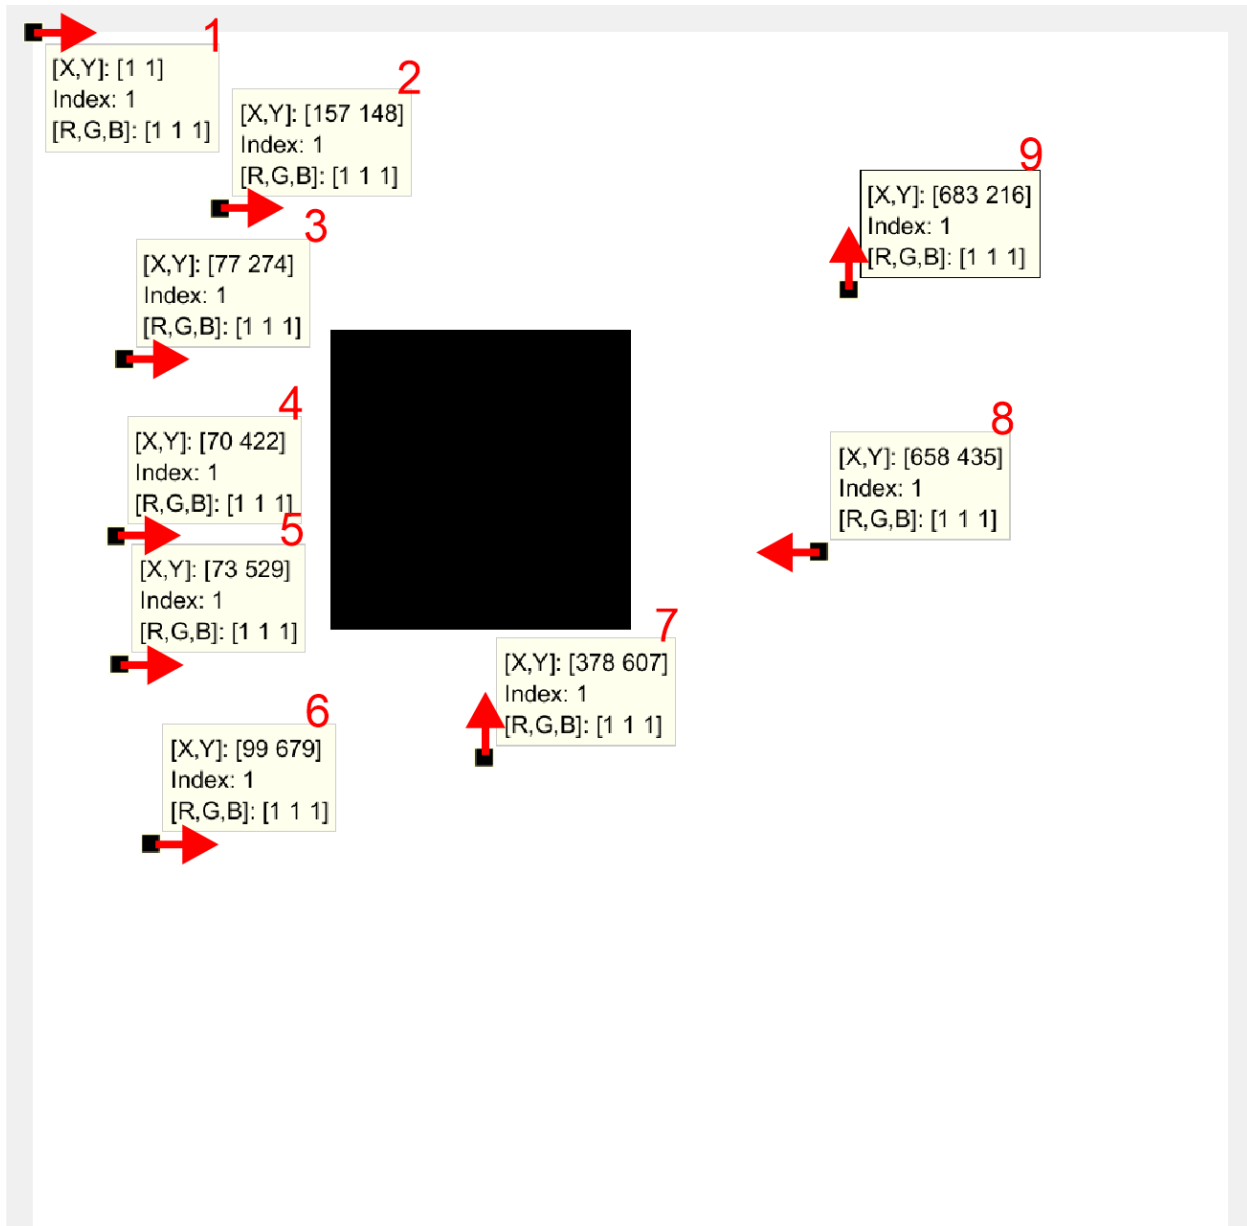 1
[X,Y]: [1 1]
Index: 1
[R,G,B]: [1 1 1]
2
[X,Y]: [157 148]
Index: 1
[R,G,B]: [1 1 1]
9
[X,Y]: [683 216]
Index: 1
[R,G,B]: [1 1 1]
3
[X,Y]: [77 274]
Index: 1
[R,G,B]: [1 1 1]
4
[X,Y]: [70 422]
Index: 1
[R,G,B]: [1 1 1]
8
[X,Y]: [658 435]
Index: 1
[R,G,B]: [1 1 1]
5
[X,Y]: [73 529]
Index: 1
[R,G,B]: [1 1 1]
7
[X,Y]: [378 607]
Index: 1
[R,G,B]: [1 1 1]
6
[X,Y]: [99 679]
Index: 1
[R,G,B]: [1 1 1]